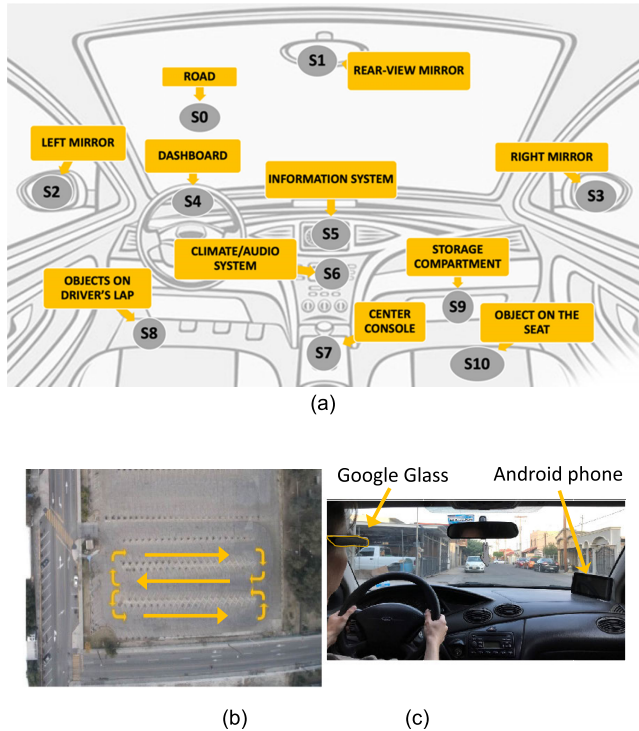 S1
REAR-VIEW MIRROR
ROAD
S0
LEFT MIRROR
S2
DASHBOARD
S4
INFORMATION SYSTEM
S5
RIGHT MIRROR
S3
CLIMATE/AUDIO
SYSTEM
S6
STORAGE
COMPARTMENT
S9
OBJECTS ON
DRIVER'S LAP
S8
CENTER
CONSOLE
S7
OBJECT ON THE
SEAT
S10
(a)
Google Glass
Android phone
(b)
(c)